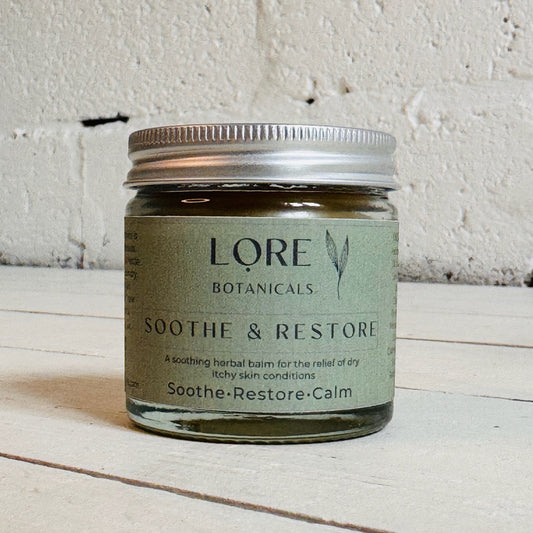 LORE
BOTANICALS
SOOTHE & RESTORE
A soothing herbal balm for the relief of dry
itchy skin conditions
Soothe•Restore•Calm